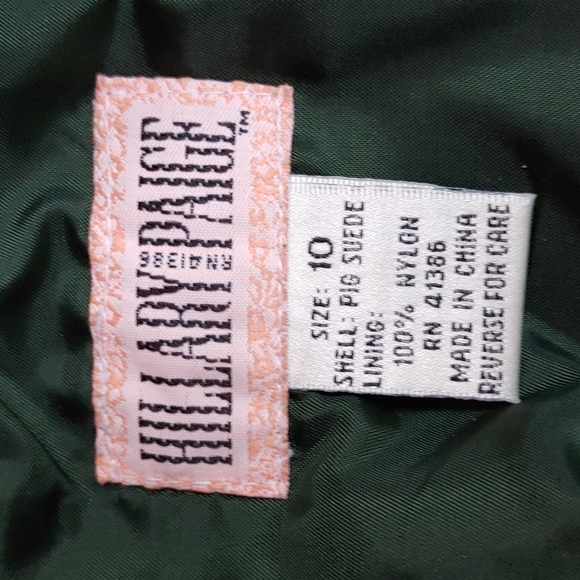 HILLARY PAIGE™
RN 41386
SIZE: 10
SHELL: PIG SUEDE
LINING:
100% NYLON
RN 41386
MADE IN CHINA
REVERSE FOR CARE